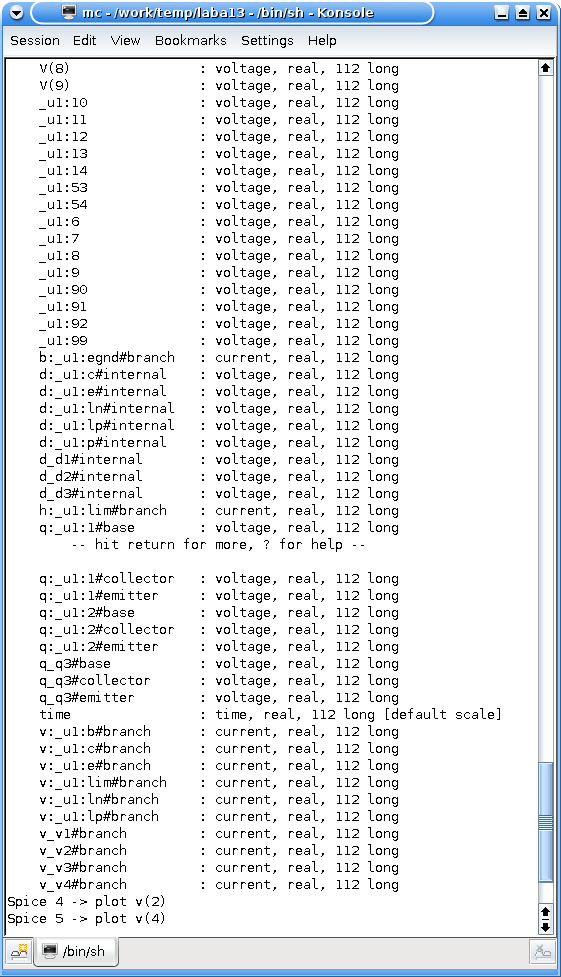 mc - /work/temp/laba13 - /bin/sh - Konsole
Session Edit View Bookmarks Settings Help
V(8) : voltage, real, 112 long
V(9) : voltage, real, 112 long
_u1:10 : voltage, real, 112 long
_u1:11 : voltage, real, 112 long
_u1:12 : voltage, real, 112 long
_u1:13 : voltage, real, 112 long
_u1:14 : voltage, real, 112 long
_u1:53 : voltage, real, 112 long
_u1:54 : voltage, real, 112 long
_u1:6 : voltage, real, 112 long
_u1:7 : voltage, real, 112 long
_u1:8 : voltage, real, 112 long
_u1:9 : voltage, real, 112 long
_u1:90 : voltage, real, 112 long
_u1:91 : voltage, real, 112 long
_u1:92 : voltage, real, 112 long
_u1:99 : voltage, real, 112 long
b:_u1:egnd#branch : current, real, 112 long
d:_u1:c#internal : voltage, real, 112 long
d:_u1:e#internal : voltage, real, 112 long
d:_u1:ln#internal : voltage, real, 112 long
d:_u1:lp#internal : voltage, real, 112 long
d:_u1:p#internal : voltage, real, 112 long
d_d1#internal : voltage, real, 112 long
d_d2#internal : voltage, real, 112 long
d_d3#internal : voltage, real, 112 long
h:_u1:lim#branch : current, real, 112 long
q:_u1:1#base : voltage, real, 112 long
-- hit return for more, ? for help --
q:_u1:1#collector : voltage, real, 112 long
q:_u1:1#emitter : voltage, real, 112 long
q:_u1:2#base : voltage, real, 112 long
q:_u1:2#collector : voltage, real, 112 long
q:_u1:2#emitter : voltage, real, 112 long
q_q3#base : voltage, real, 112 long
q_q3#collector : voltage, real, 112 long
q_q3#emitter : voltage, real, 112 long
time : time, real, 112 long [default scale]
v:_u1:b#branch : current, real, 112 long
v:_u1:c#branch : current, real, 112 long
v:_u1:e#branch : current, real, 112 long
v:_u1:lim#branch : current, real, 112 long
v:_u1:ln#branch : current, real, 112 long
v:_u1:lp#branch : current, real, 112 long
v_v1#branch : current, real, 112 long
v_v2#branch : current, real, 112 long
v_v3#branch : current, real, 112 long
v_v4#branch : current, real, 112 long
Spice 4 -> plot v(2)
Spice 5 -> plot v(4)
/bin/sh